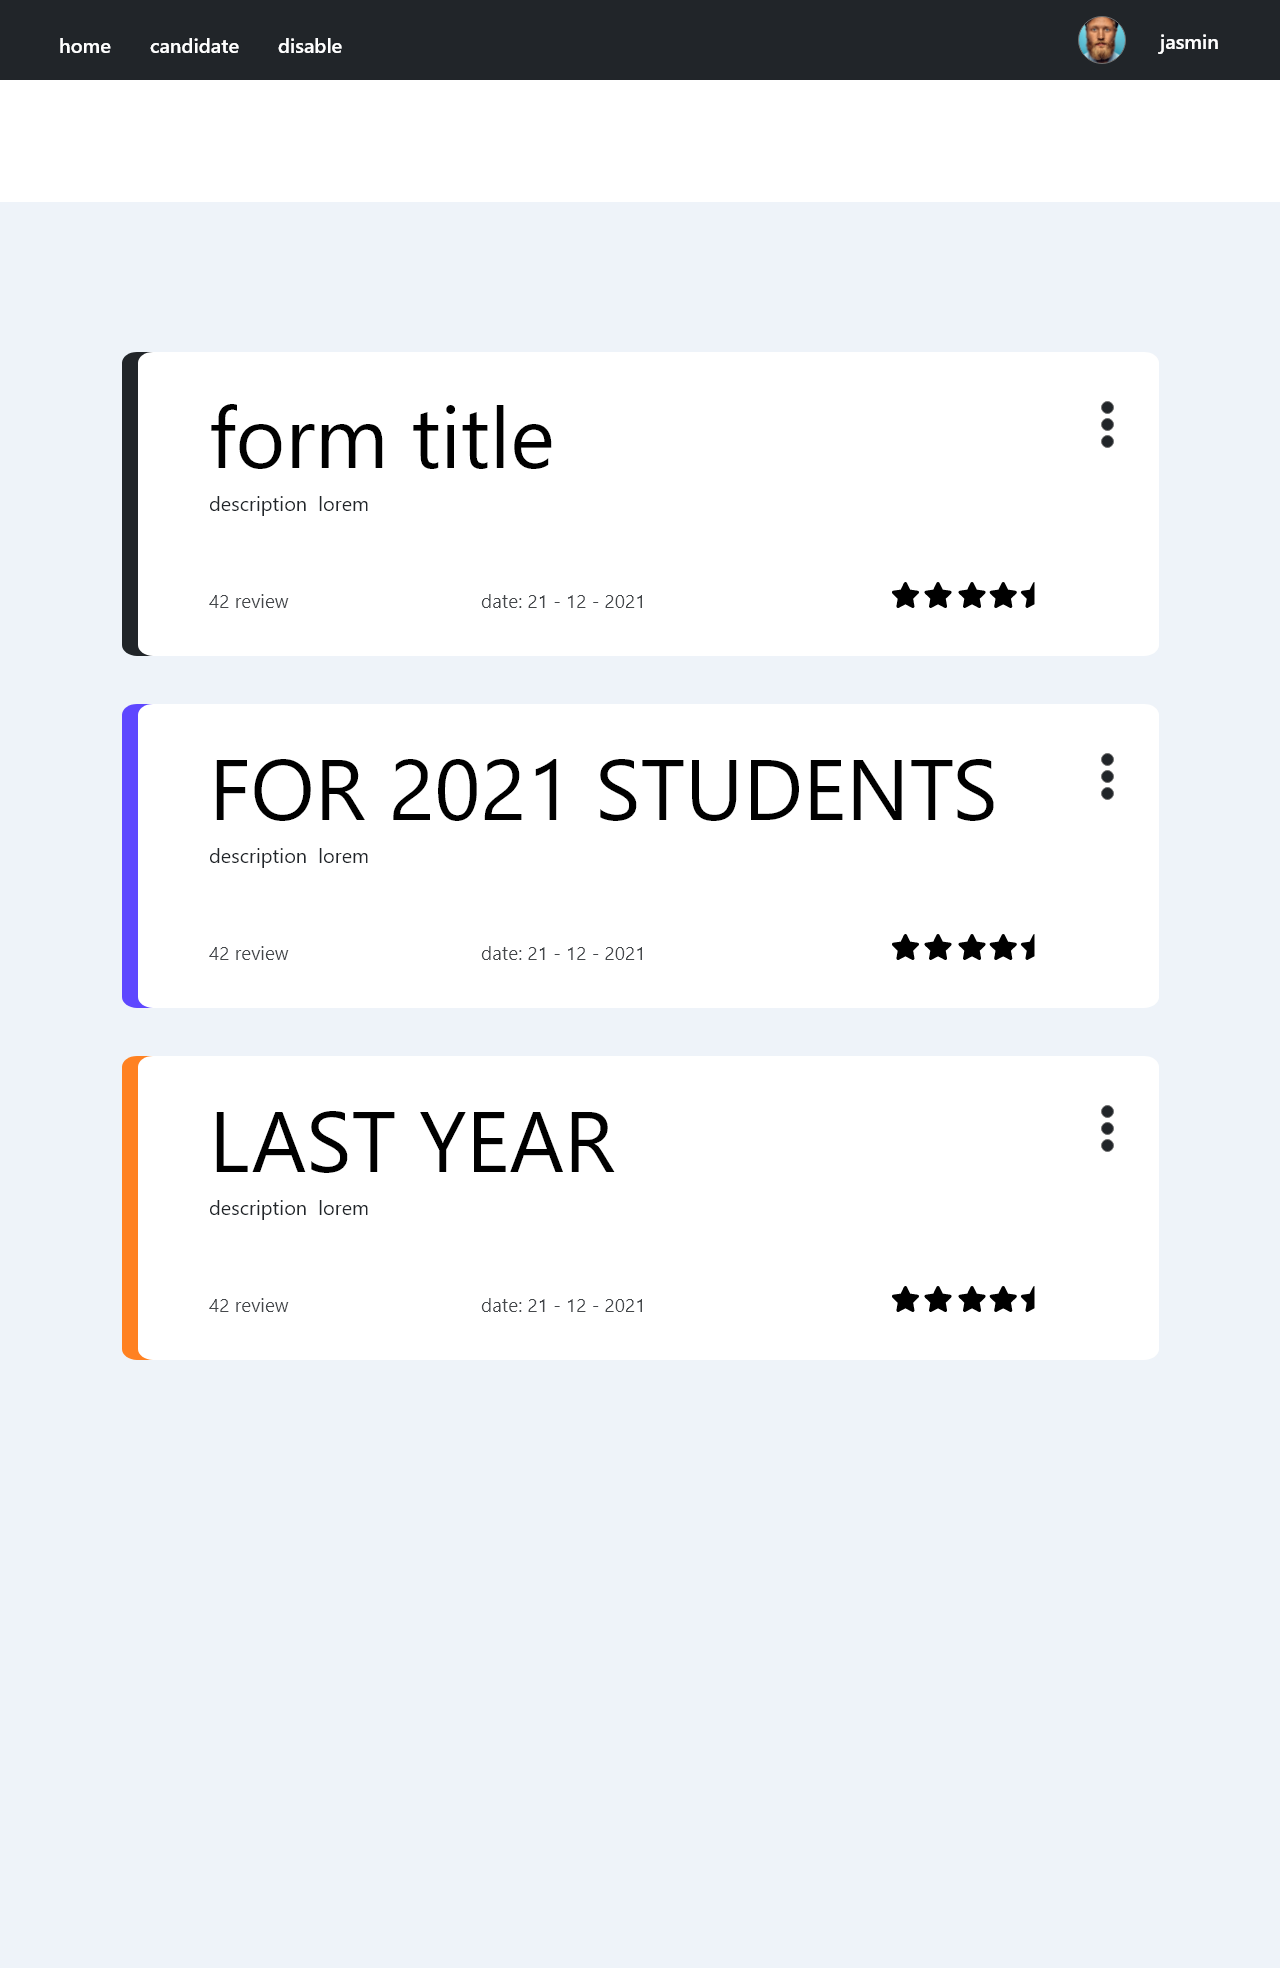 home candidate disable jasmin
form title
description lorem
42 review date: 21 - 12 - 2021
FOR 2021 STUDENTS
description lorem
42 review date: 21 - 12 - 2021
LAST YEAR
description lorem
42 review date: 21 - 12 - 2021